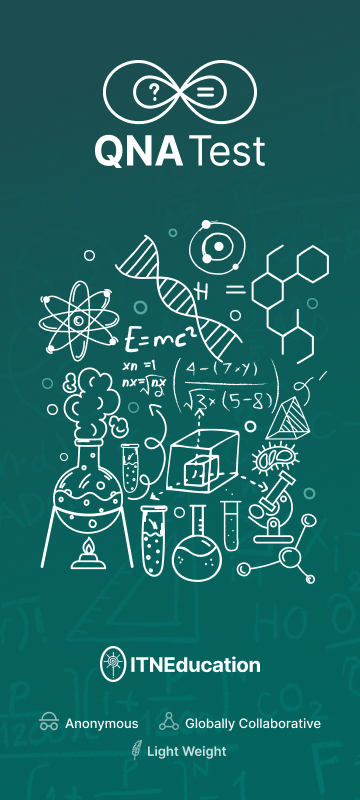 ? =
QNA Test
H =
E=mc²
xn =1
nx=√nx
4-(7,y)
√3x (5-8)
ITNEducation
Anonymous Globally Collaborative
Light Weight